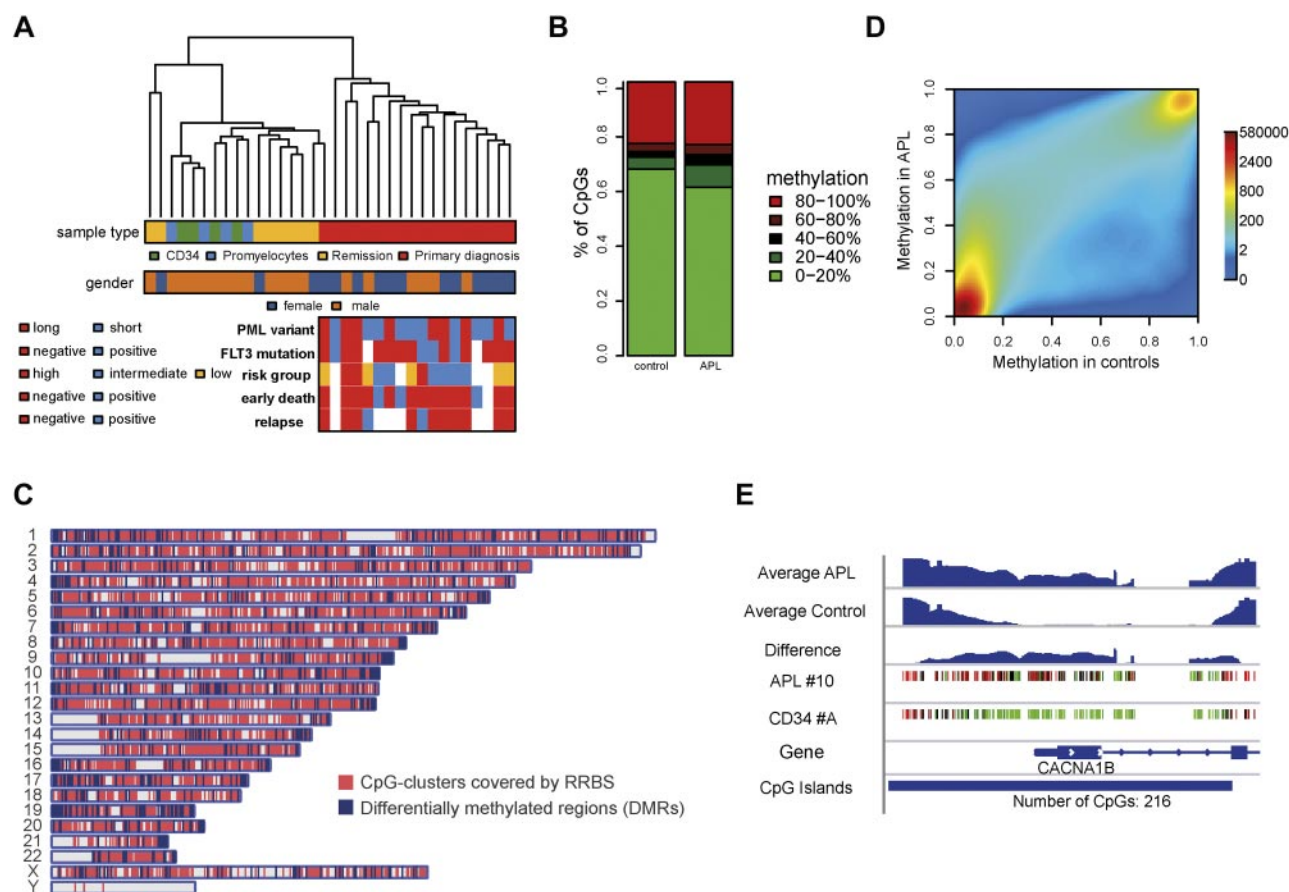 A
sample type
CD34 Promyelocytes Remission Primary diagnosis
gender
female male
long short
negative positive
high intermediate low
negative positive
negative positive
PML variant
FLT3 mutation
risk group
early death
relapse
B
% of CpGs
1.0
0.8
0.6
0.4
0.2
0.0
control APL
methylation
80-100%
60-80%
40-60%
20-40%
0-20%
D
Methylation in APL
1.0
0.8
0.6
0.4
0.2
0.0
0.0 0.2 0.4 0.6 0.8 1.0
Methylation in controls
580000
2400
800
200
2
0
C
1
2
3
4
5
6
7
8
9
10
11
12
13
14
15
16
17
18
19
20
21
22
X
Y
CpG-clusters covered by RRBS
Differentially methylated regions (DMRs)
E
Average APL
Average Control
Difference
APL #10
CD34 #A
Gene
CACNA1B
CpG Islands
Number of CpGs: 216